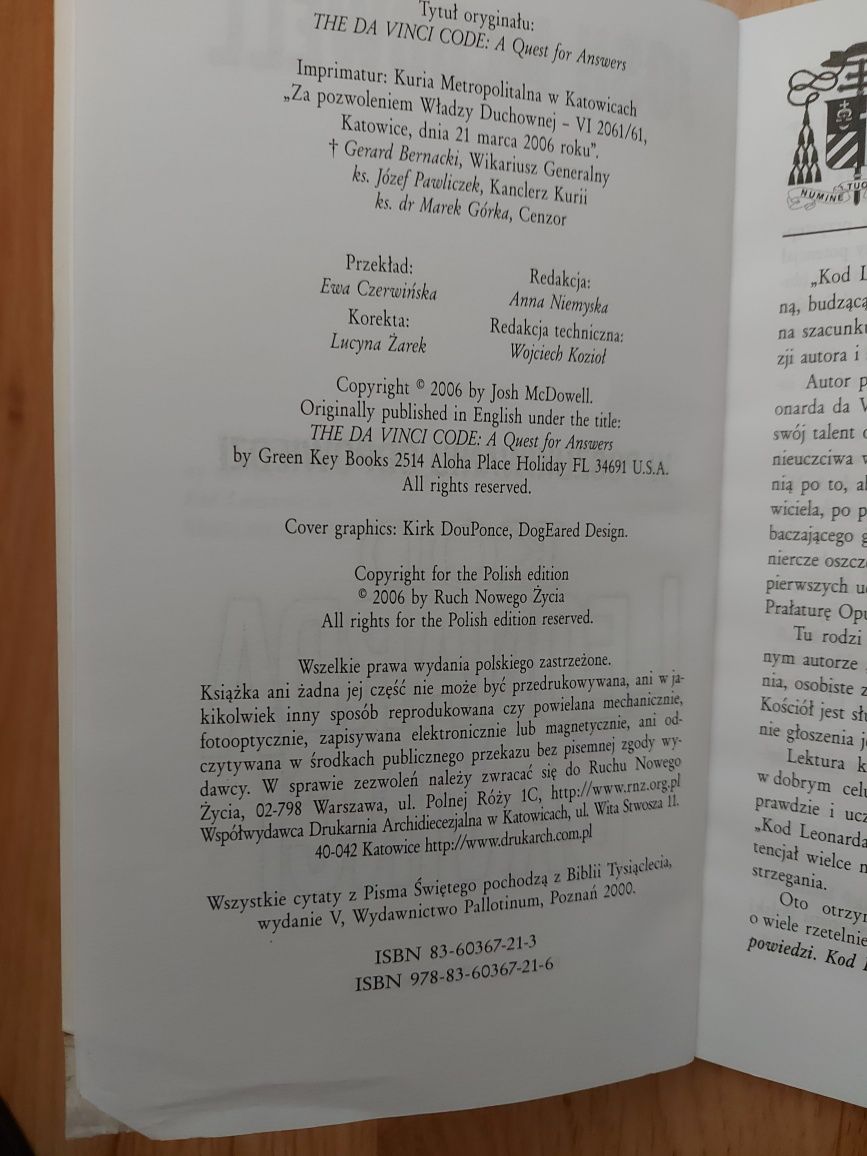 Tytuł oryginału:
THE DA VINCI CODE: A Quest for Answers
Imprimatur: Kuria Metropolitalna w Katowicach
„Za pozwoleniem Władzy Duchownej – VI 2061/61,
Katowice, dnia 21 marca 2006 roku”.
† Gerard Bernacki, Wikariusz Generalny
ks. Józef Pawliczek, Kanclerz Kurii
ks. dr Marek Górka, Cenzor
Przekład:
Ewa Czerwińska
Korekta:
Lucyna Żarek
Redakcja:
Anna Niemyska
Redakcja techniczna:
Wojciech Kozioł
Copyright © 2006 by Josh McDowell.
Originally published in English under the title:
THE DA VINCI CODE: A Quest for Answers
by Green Key Books 2514 Aloha Place Holiday FL 34691 U.S.A.
All rights reserved.
Cover graphics: Kirk DouPonce, DogEared Design.
Copyright for the Polish edition
© 2006 by Ruch Nowego Życia
All rights for the Polish edition reserved.
Wszelkie prawa wydania polskiego zastrzeżone.
Książka ani żadna jej część nie może być przedrukowywana, ani w ja-
kikolwiek inny sposób reprodukowana czy powielana mechanicznie,
fotooptycznie, zapisywana elektronicznie lub magnetycznie, ani od-
czytywana w środkach publicznego przekazu bez pisemnej zgody wy-
dawcy. W sprawie zezwoleń należy zwracać się do Ruchu Nowego
Życia, 02-798 Warszawa, ul. Polnej Róży 1C, http://www.rnz.org.pl
Współwydawca Drukarnia Archidiecezjalna w Katowicach, ul. Wita Stwosza 11.
40-042 Katowice http://www.drukarch.com.pl
Wszystkie cytaty z Pisma Świętego pochodzą z Biblii Tysiąclecia,
wydanie V, Wydawnictwo Pallotinum, Poznań 2000.
ISBN 83-60367-21-3
ISBN 978-83-60367-21-6
NUMINE TUO
„Kod L
ną, budzącą
na szacunku
zji autora i
Autor p
onarda da V
swój talent
nieuczciwa w
nią po to, al
wiciela, po p
baczającego g
niercze oszcz
pierwszych u
Prałaturę Opu
Tu rodzi
nym autorze
nia, osobiste z
Kościół jest słu
nie głoszenia j
Lektura k
w dobrym celu
prawdzie i ucz
„Kod Leonarda
tencjał wielce n
strzegania.
Oto otrzym
o wiele rzetelnie
powiedzi. Kod